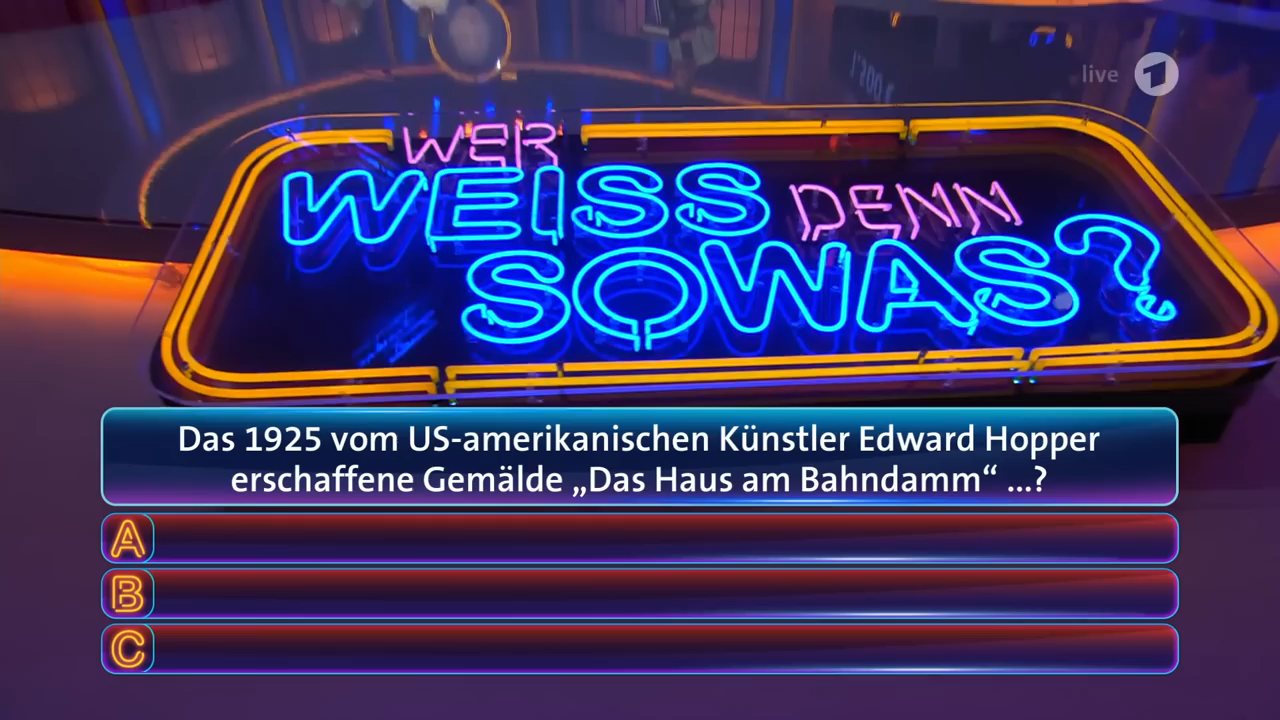 live 1
WER
WEISS DENN
SOWAS?
Das 1925 vom US-amerikanischen Künstler Edward Hopper
erschaffene Gemälde „Das Haus am Bahndamm“ ...?
A
B
C